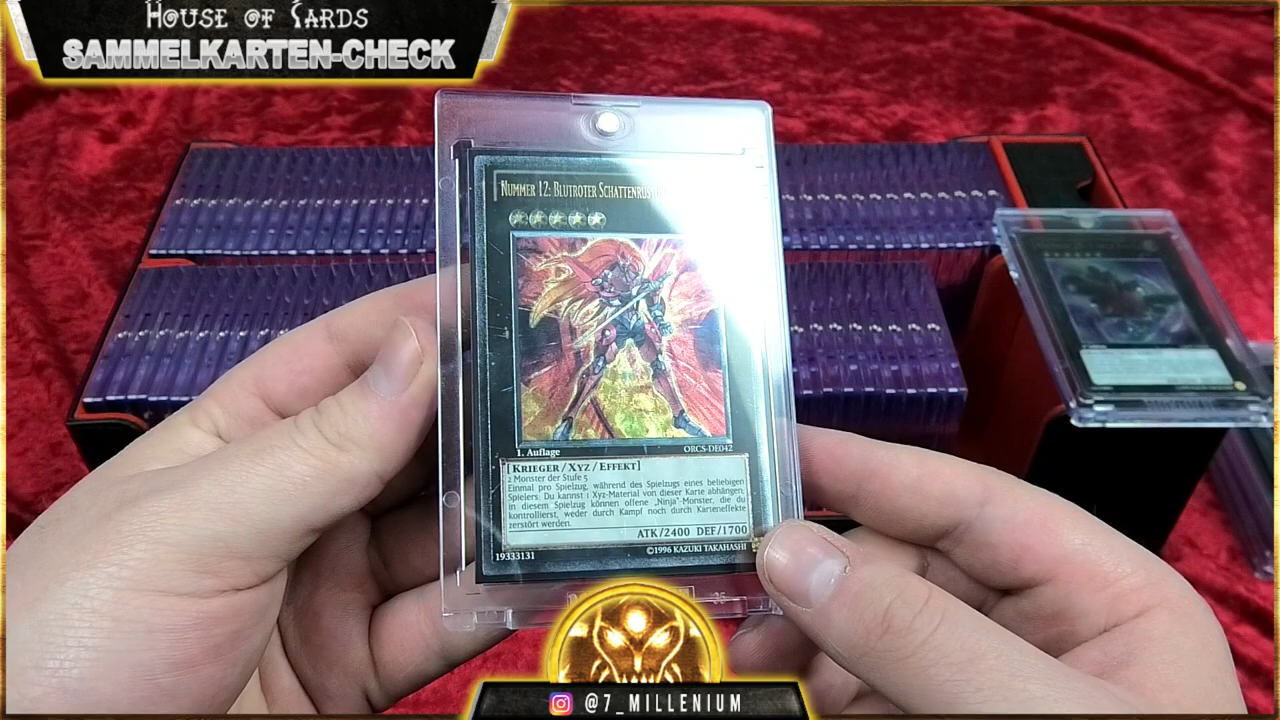 House of Yards
SAMMELKARTEN-CHECK
Nummer 12: Blutroter
1. Auflage
ORCS-DE042
[Krieger/Xyz/Effekt]
2 Monster der Stufe 5
Einmal pro Spielzug, während des Spielzugs eines beliebigen
Spielers: Du kannst 1 Xyz-Material von dieser Karte abhängen;
in diesem Spielzug können offene „Ninja"-Monster, die du
kontrollierst, weder durch Kampf noch durch Karteneffekte
zerstört werden.
ATK/2400 DEF/1700
19333131
©1996 KAZUKI TAKAHASHI
@7_MILLENIUM